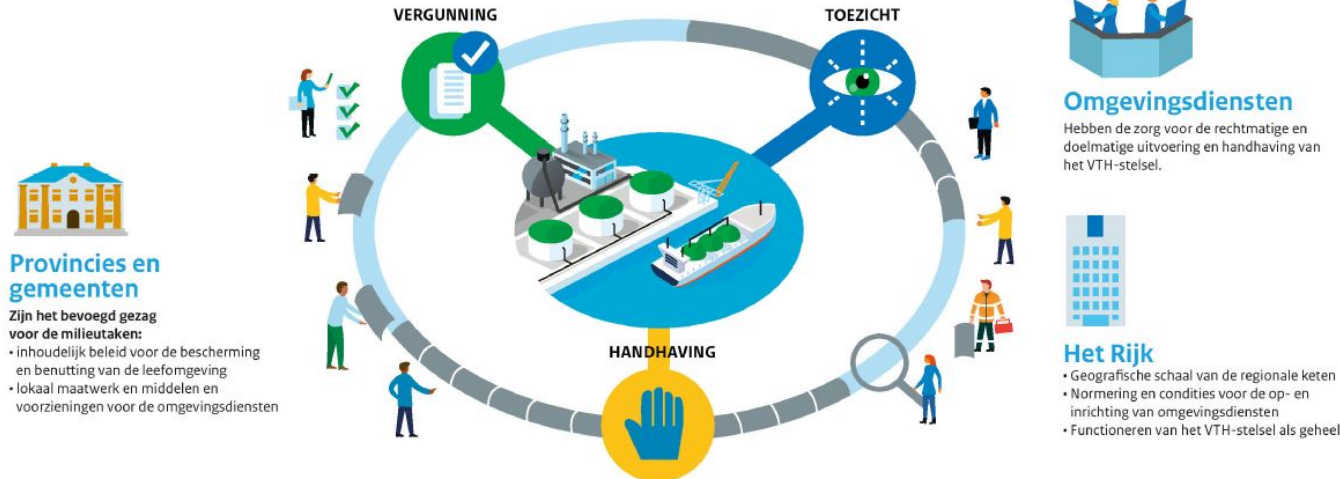 VERGUNNING
TOEZICHT
HANDHAVING
Provincies en
gemeenten
Zijn het bevoegd gezag
voor de milieutaken:
• inhoudelijk beleid voor de bescherming
en benutting van de leefomgeving
• lokaal maatwerk en middelen en
voorzieningen voor de omgevingsdiensten
Omgevingsdiensten
Hebben de zorg voor de rechtmatige en
doelmatige uitvoering en handhaving van
het VTH-stelsel.
Het Rijk
• Geografische schaal van de regionale keten
• Normering en condities voor de op- en
inrichting van omgevingsdiensten
• Functioneren van het VTH-stelsel als geheel